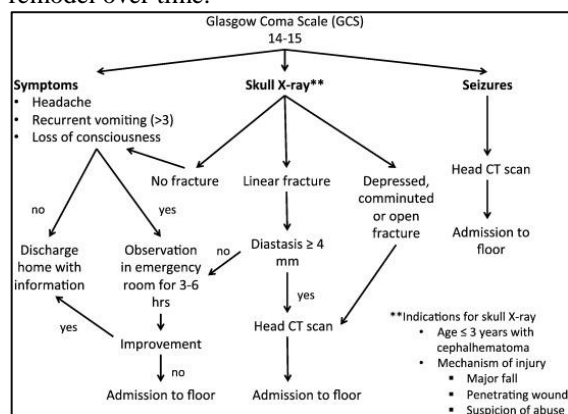 remodel over time.
Glasgow Coma Scale (GCS)
14-15
Symptoms
• Headache
• Recurrent vomiting (>3)
• Loss of consciousness
Skull X-ray**
Seizures
No fracture
Linear fracture
Depressed,
comminuted
or open
fracture
Head CT scan
no
yes
Discharge
home with
information
Observation
in emergency
room for 3-6
hrs
no
Diastasis ≥ 4
mm
Admission to
floor
yes
yes
Improvement
Head CT scan
no
Admission to floor
Admission to floor
**Indications for skull X-ray
• Age ≤ 3 years with
cephalhematoma
• Mechanism of injury
▪ Major fall
▪ Penetrating wound
▪ Suspicion of abuse